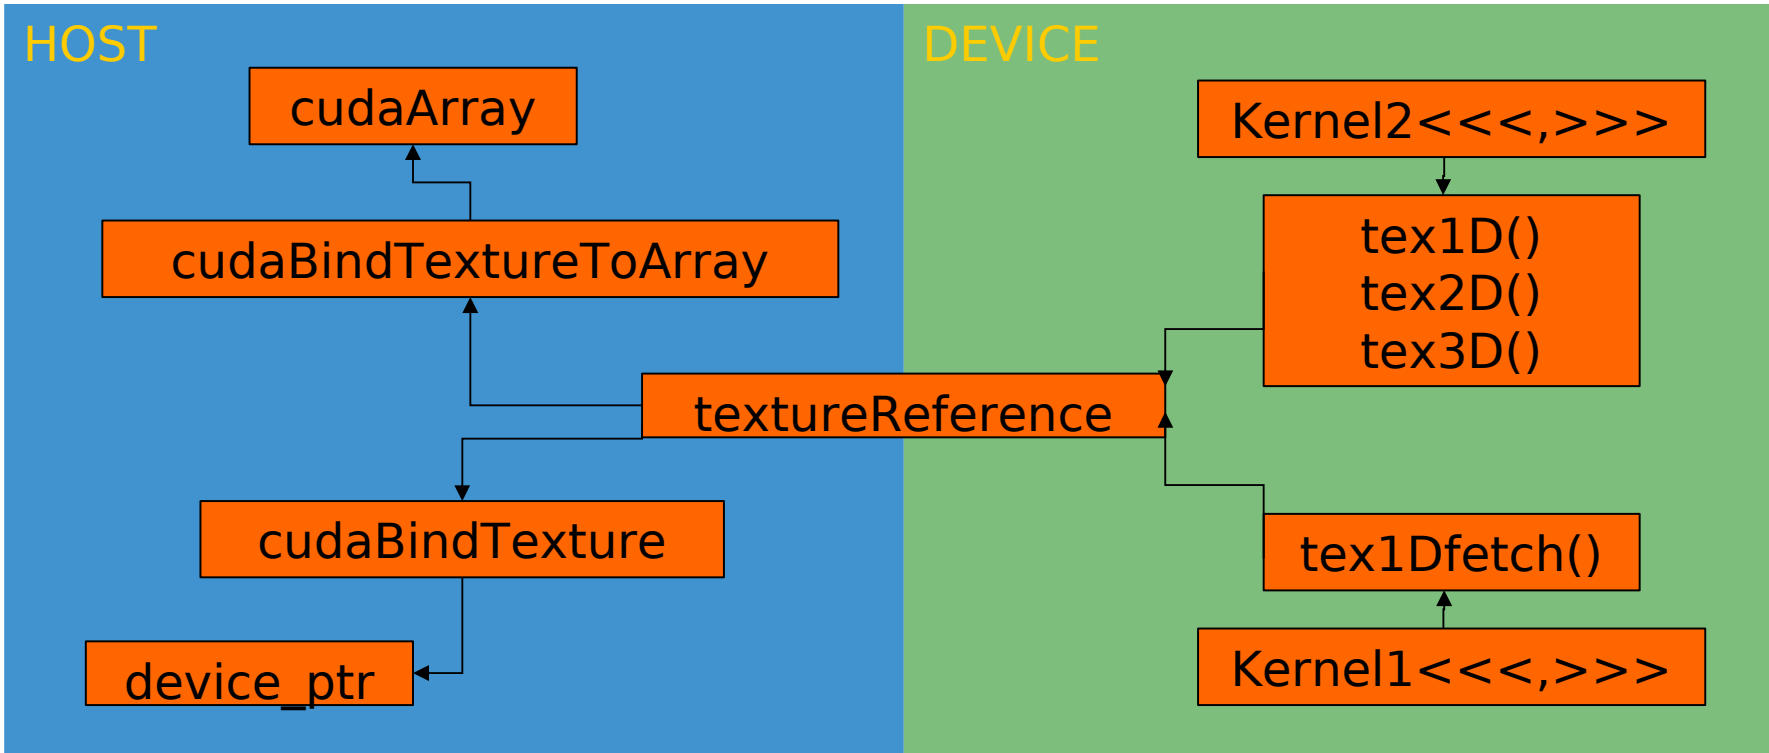 HOST
cudaArray
cudaBindTextureToArray
textureReference
cudaBindTexture
device_ptr
DEVICE
Kernel2<<<,>>>
tex1D()
tex2D()
tex3D()
tex1Dfetch()
Kernel1<<<,>>>